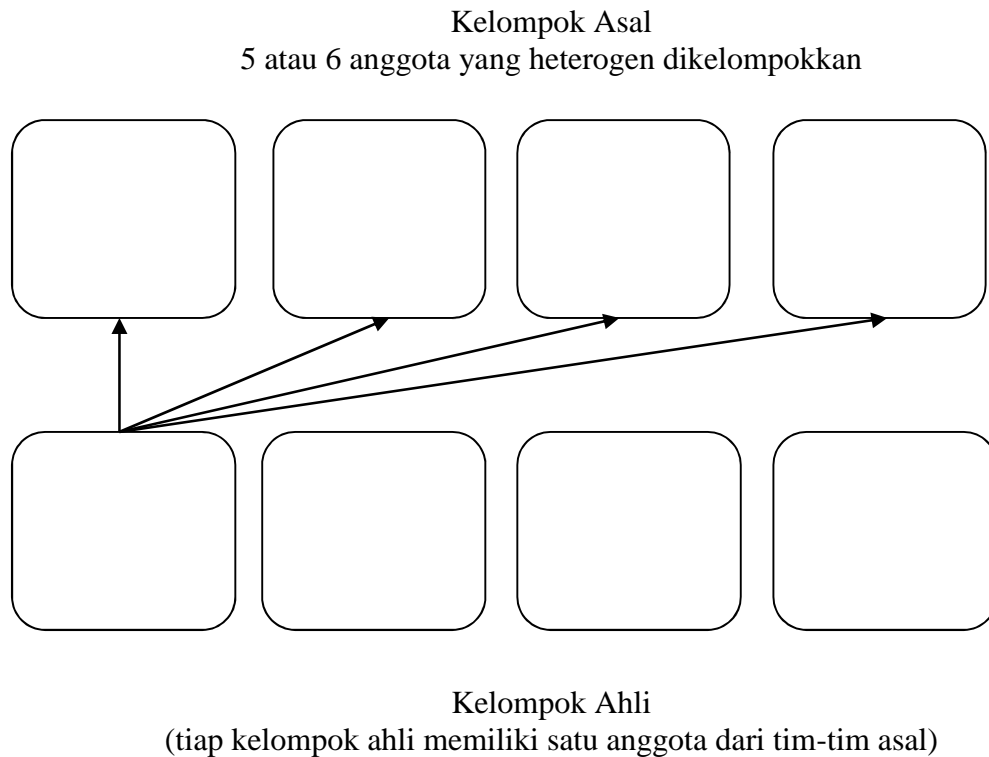 Kelompok Asal
5 atau 6 anggota yang heterogen dikelompokkan
Kelompok Ahli
(tiap kelompok ahli memiliki satu anggota dari tim-tim asal)